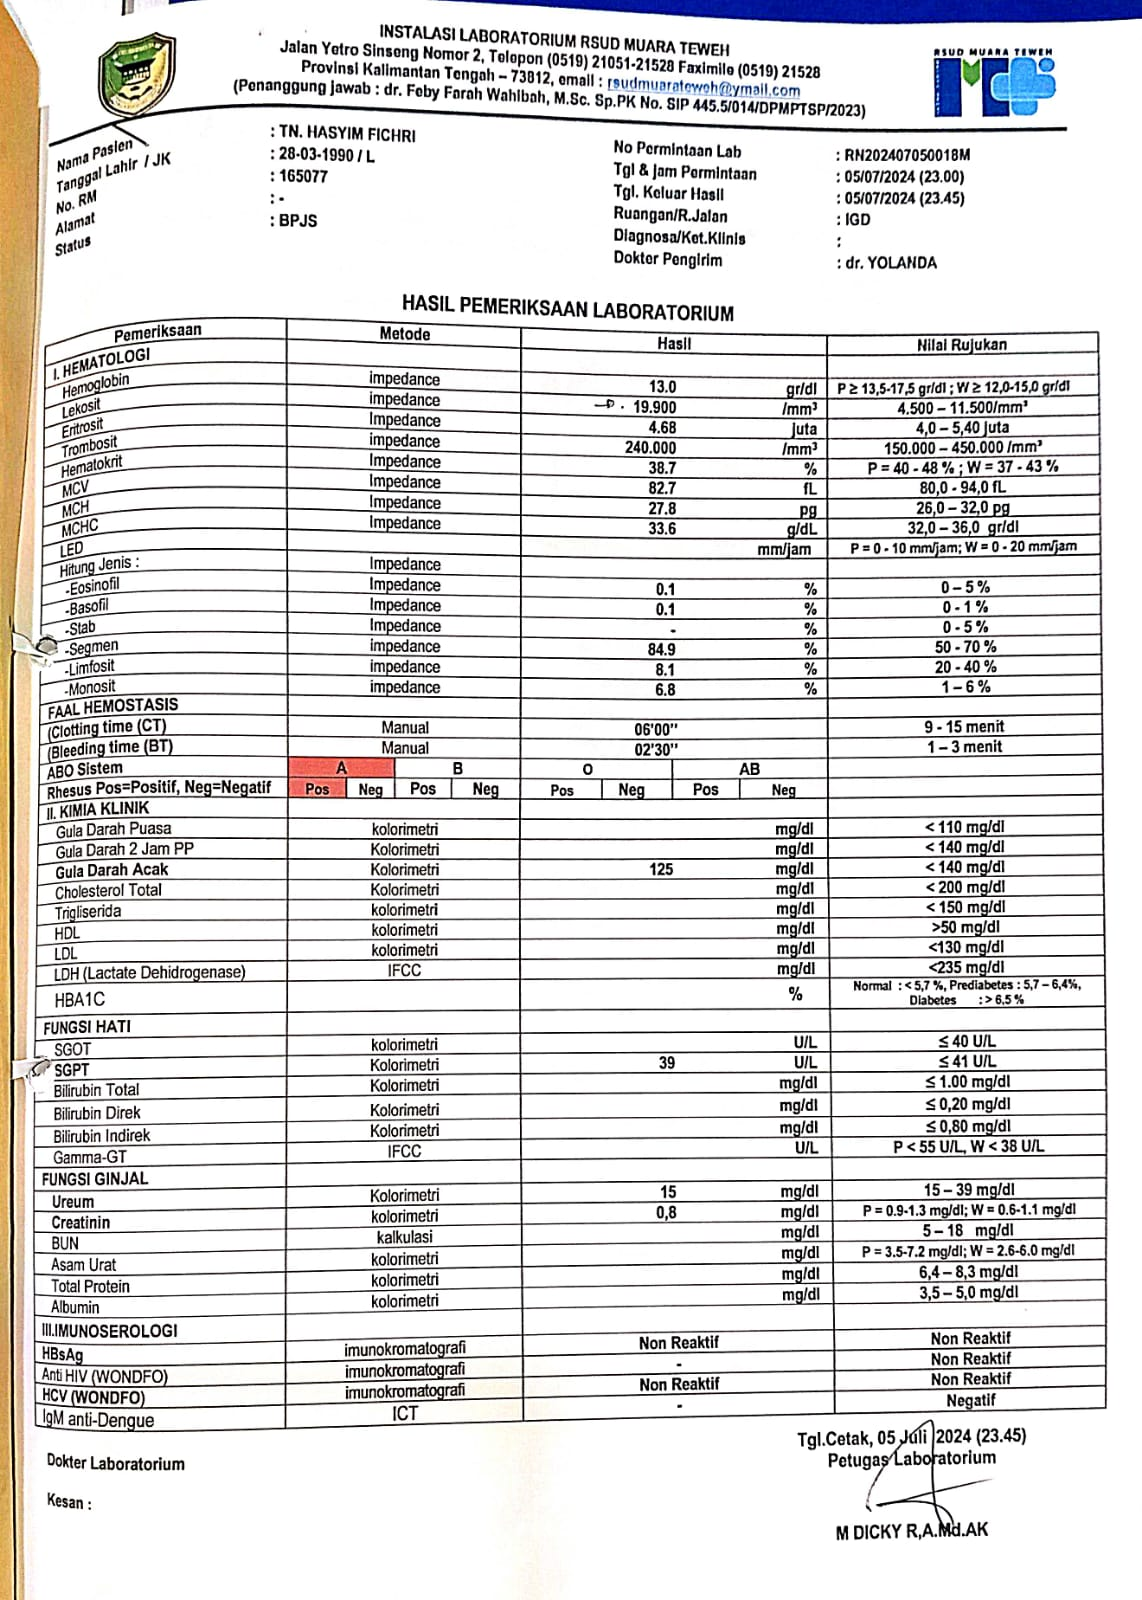 INSTALASI LABORATORIUM RSUD MUARA TEWEH
Jalan Yetro Sinseng Nomor 2, Telepon (0519) 21051-21528 Faximile (0519) 21528
Provinsi Kalimantan Tengah – 73812, email : rsudmuarateweh@ymail.com
(Penanggung jawab : dr. Feby Farah Wahibah, M.Sc. Sp.PK No. SIP 445.5/014/DPMPTSP/2023)
RSUD MUARA TEWEH
Nama Pasien : TN. HASYIM FICHRI
Tanggal Lahir / JK : 28-03-1990 / L
No. RM : 165077
Alamat : -
Status : BPJS
No Permintaan Lab : RN202407050018M
Tgl & Jam Permintaan : 05/07/2024 (23.00)
Tgl. Keluar Hasil : 05/07/2024 (23.45)
Ruangan/R.Jalan : IGD
Diagnosa/Ket.Klinis :
Dokter Pengirim : dr. YOLANDA
HASIL PEMERIKSAAN LABORATORIUM
Pemeriksaan Metode Hasil Nilai Rujukan
I. HEMATOLOGI
Hemoglobin impedance 13.0 gr/dl P ≥ 13,5-17,5 gr/dl ; W ≥ 12,0-15,0 gr/dl
Lekosit impedance 19.900 /mm³ 4.500 – 11.500/mm³
Eritrosit Impedance 4.68 juta 4,0 – 5,40 juta
Trombosit impedance 240.000 /mm³ 150.000 – 450.000 /mm³
Hematokrit Impedance 38.7 % P = 40 - 48 % ; W = 37 - 43 %
MCV Impedance 82.7 fL 80,0 - 94,0 fL
MCH Impedance 27.8 pg 26,0 – 32,0 pg
MCHC Impedance 33.6 g/dL 32,0 – 36,0 gr/dl
LED mm/jam P = 0 - 10 mm/jam; W = 0 - 20 mm/jam
Hitung Jenis : Impedance
-Eosinofil Impedance 0.1 % 0 – 5 %
-Basofil Impedance 0.1 % 0 - 1 %
-Stab Impedance - % 0 - 5 %
-Segmen impedance 84.9 % 50 - 70 %
-Limfosit impedance 8.1 % 20 - 40 %
-Monosit impedance 6.8 % 1 – 6 %
FAAL HEMOSTASIS
(Clotting time (CT) Manual 06'00" 9 - 15 menit
(Bleeding time (BT) Manual 02'30" 1 – 3 menit
ABO Sistem A B O AB
Rhesus Pos=Positif, Neg=Negatif Pos Neg Pos Neg Pos Neg Pos Neg
II. KIMIA KLINIK
Gula Darah Puasa kolorimetri mg/dl < 110 mg/dl
Gula Darah 2 Jam PP Kolorimetri mg/dl < 140 mg/dl
Gula Darah Acak Kolorimetri 125 mg/dl < 140 mg/dl
Cholesterol Total Kolorimetri mg/dl < 200 mg/dl
Trigliserida kolorimetri mg/dl < 150 mg/dl
HDL kolorimetri mg/dl >50 mg/dl
LDL kolorimetri mg/dl <130 mg/dl
LDH (Lactate Dehidrogenase) IFCC mg/dl <235 mg/dl
HBA1C % Normal : < 5,7 %, Prediabetes : 5,7 – 6,4%,
Diabetes : > 6,5 %
FUNGSI HATI
SGOT kolorimetri U/L ≤ 40 U/L
SGPT Kolorimetri 39 U/L ≤ 41 U/L
Bilirubin Total Kolorimetri mg/dl ≤ 1.00 mg/dl
Bilirubin Direk Kolorimetri mg/dl ≤ 0,20 mg/dl
Bilirubin Indirek Kolorimetri mg/dl ≤ 0,80 mg/dl
Gamma-GT IFCC U/L P < 55 U/L, W < 38 U/L
FUNGSI GINJAL
Ureum Kolorimetri 15 mg/dl 15 – 39 mg/dl
Creatinin kolorimetri 0,8 mg/dl P = 0.9-1.3 mg/dl; W = 0.6-1.1 mg/dl
BUN kalkulasi mg/dl 5 – 18 mg/dl
Asam Urat kolorimetri mg/dl P = 3.5-7.2 mg/dl; W = 2.6-6.0 mg/dl
Total Protein kolorimetri mg/dl 6,4 – 8,3 mg/dl
Albumin kolorimetri mg/dl 3,5 – 5,0 mg/dl
III.IMUNOSEROLOGI
HBsAg imunokromatografi Non Reaktif Non Reaktif
Anti HIV (WONDFO) imunokromatografi - Non Reaktif
HCV (WONDFO) imunokromatografi Non Reaktif Non Reaktif
IgM anti-Dengue ICT - Negatif
Tgl.Cetak, 05 Juli 2024 (23.45)
Dokter Laboratorium Petugas Laboratorium
Kesan :
M DICKY R,A.Md.AK